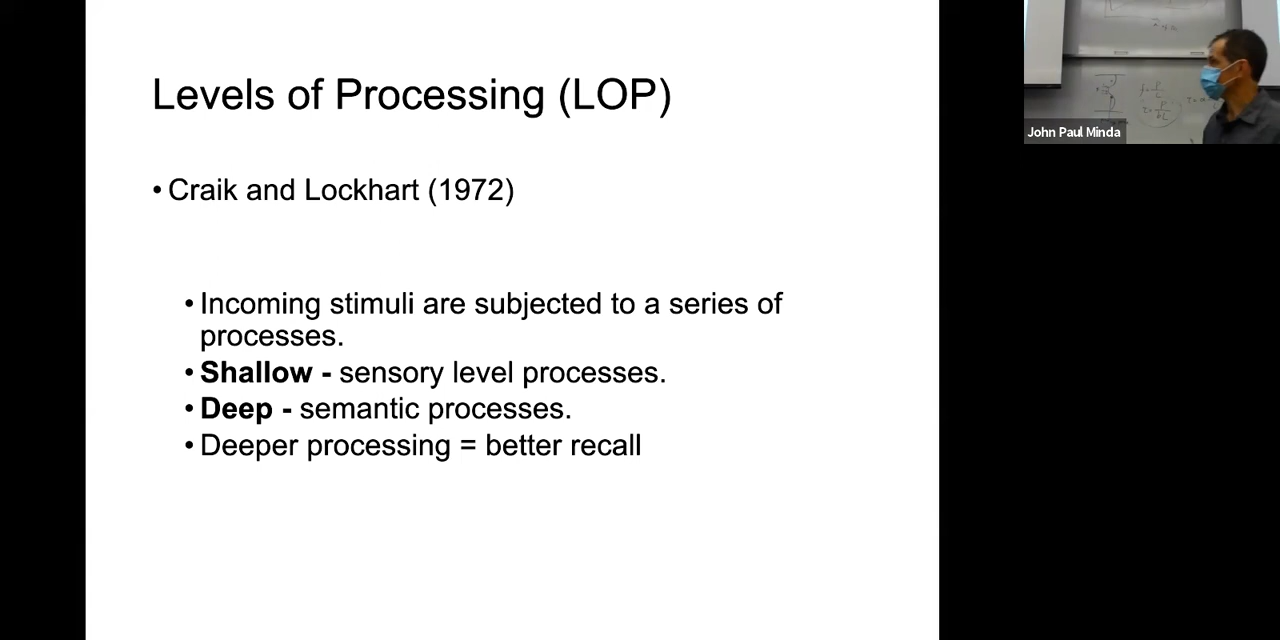 Levels of Processing (LOP)
• Craik and Lockhart (1972)
• Incoming stimuli are subjected to a series of
processes.
• Shallow - sensory level processes.
• Deep - semantic processes.
• Deeper processing = better recall
John Paul Minda